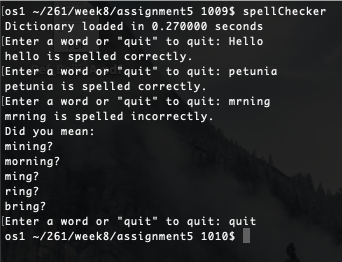 os1 ~/261/week8/assignment5 1009$ spellChecker
Dictionary loaded in 0.270000 seconds
[Enter a word or "quit" to quit: Hello
hello is spelled correctly.
[Enter a word or "quit" to quit: petunia
petunia is spelled correctly.
[Enter a word or "quit" to quit: mrning
mrning is spelled incorrectly.
Did you mean:
mining?
morning?
ming?
ring?
bring?
[Enter a word or "quit" to quit: quit
os1 ~/261/week8/assignment5 1010$